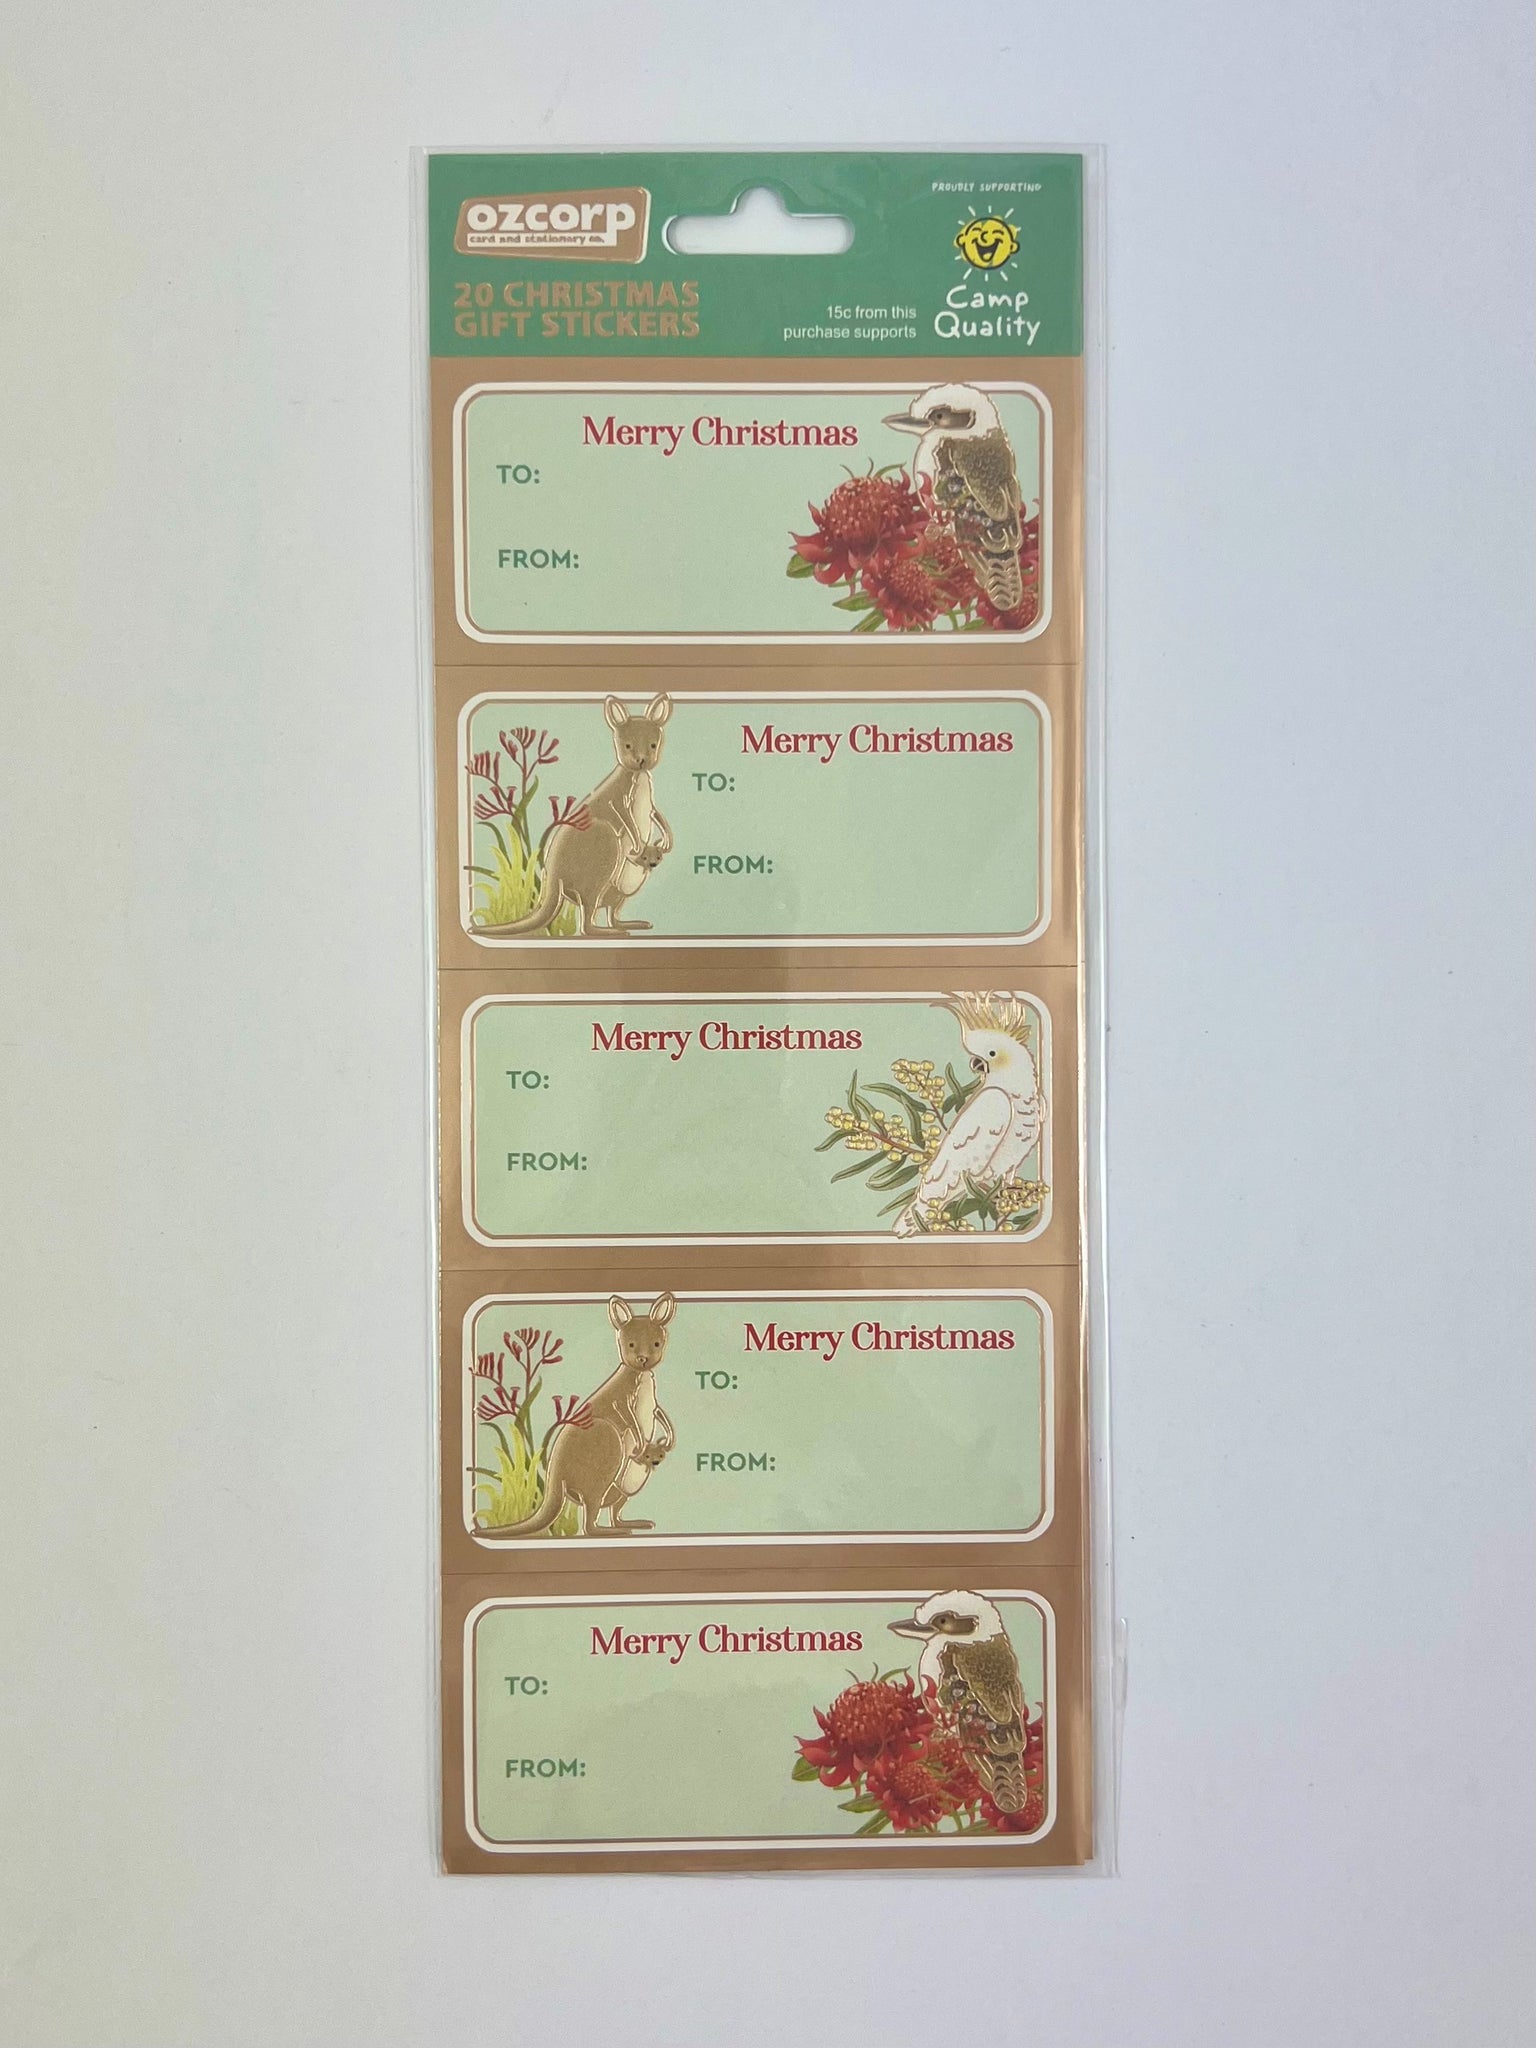 ozcorp
card and stationery co.
20 CHRISTMAS
GIFT STICKERS
15c from this
purchase supports
PROUDLY SUPPORTING
Camp
Quality
Merry Christmas
TO:
FROM:
Merry Christmas
TO:
FROM:
Merry Christmas
TO:
FROM:
Merry Christmas
TO:
FROM:
Merry Christmas
TO:
FROM: